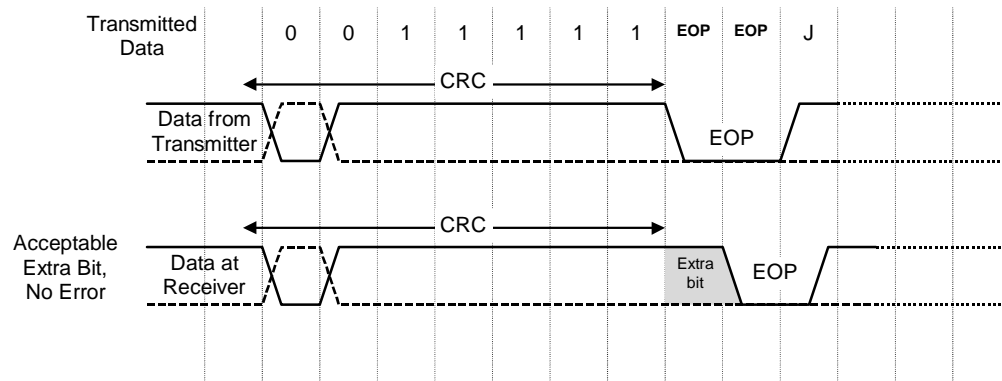 Transmitted
Data
0 0 1 1 1 1 1 EOP EOP J
CRC
Data from
Transmitter
EOP
CRC
Acceptable
Extra Bit,
No Error
Data at
Receiver
Extra
bit
EOP